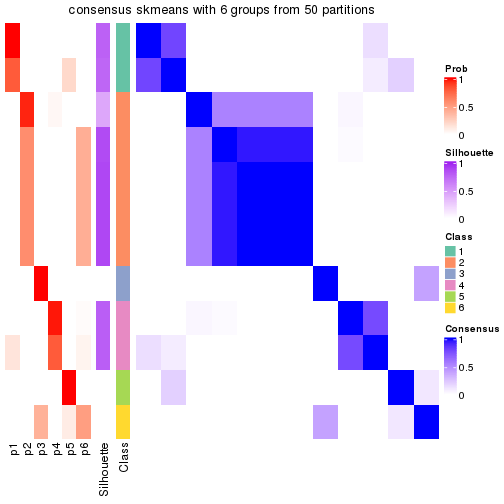 consensus skmeans with 6 groups from 50 partitions
Prob
1
0.5
0
Silhouette
1
0.5
0
Class
1
2
3
4
5
6
Consensus
1
0.5
0
p1
p2
p3
p4
p5
p6
Silhouette
Class